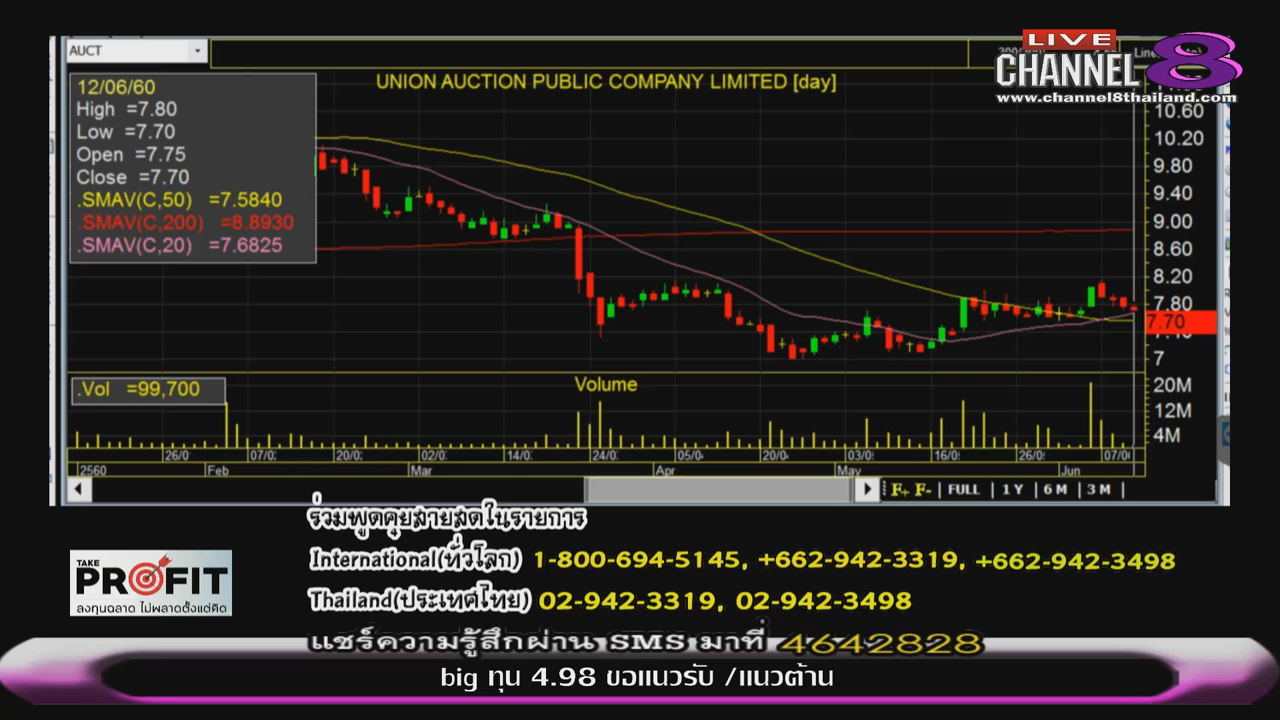 AUCT
LIVE
CHANNEL 8
www.channel8thailand.com
UNION AUCTION PUBLIC COMPANY LIMITED [day]
12/06/60
High =7.80
Low =7.70
Open =7.75
Close =7.70
.SMAV(C,50) =7.5840
.SMAV(C,200) =8.8930
.SMAV(C,20) =7.6825
10.60
10.20
9.80
9.40
9.00
8.60
8.20
7.80
7.70
7
.Vol =99,700
Volume
20M
12M
4M
26/0 07/0 20/0 02/0 14/0 24/0 05/0 20/0 03/0 16/0 26/0 07/0
2560 Feb Mar Apr May Jun
F+ F- FULL 1 Y 6 M 3 M
ร่วมพูดคุยสายสดในรายการ
International(ทั่วโลก) 1-800-694-5145, +662-942-3319, +662-942-3498
Thailand(ประเทศไทย) 02-942-3319, 02-942-3498
TAKE
PROFIT
ลงทุนฉลาด ไม่พลาดตั้งแต่คิด
แชร์ความรู้สึกผ่าน SMS มาที่ 4642828
big ทุน 4.98 ขอแนวรับ /แนวต้าน